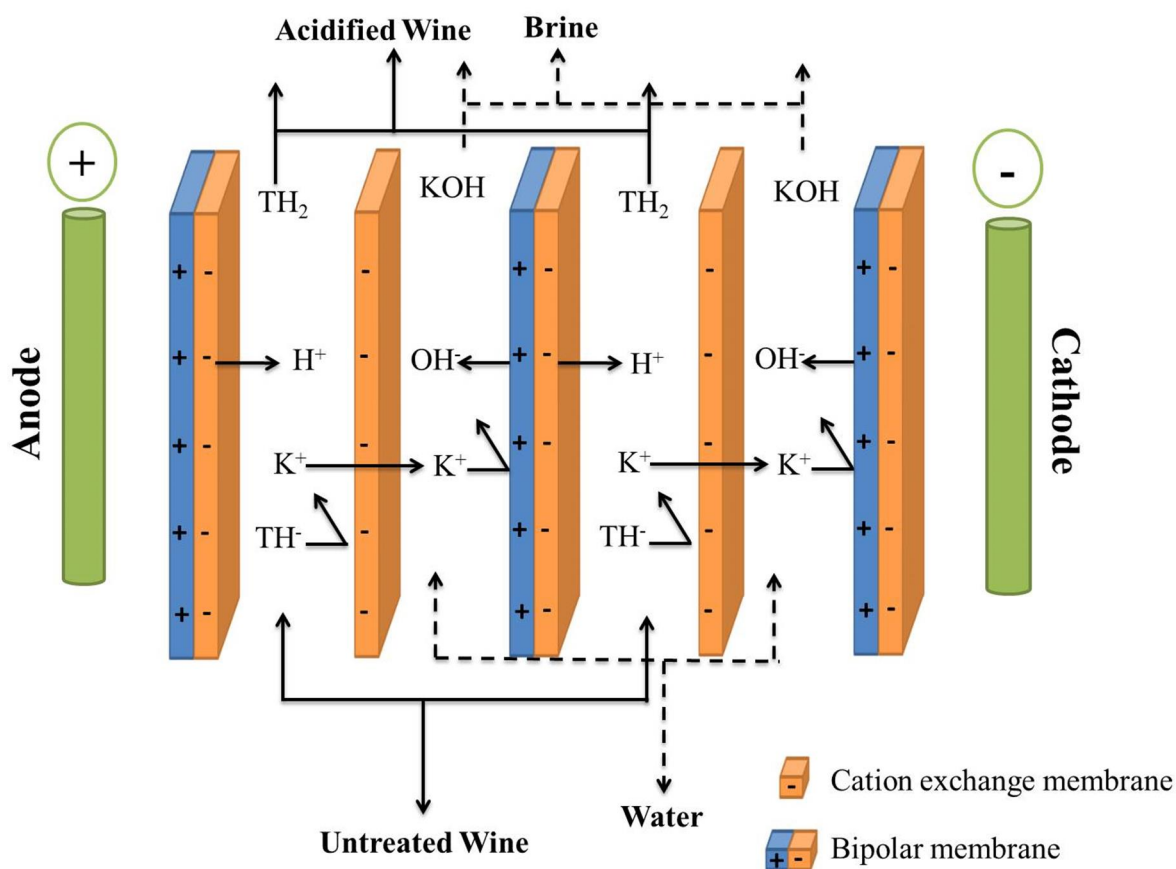 Acidified Wine
Brine
+
-
TH₂
KOH
TH₂
KOH
+ - - + - - + -
+ - H⁺ - OH⁻ + - H⁺ - OH⁻ + -
Anode
Cathode
+ - K⁺ - K⁺ + - K⁺ - K⁺ + -
+ - TH⁻ - + - TH⁻ - + -
+ - - + - - + -
Untreated Wine
Water
- Cation exchange membrane
+ - Bipolar membrane